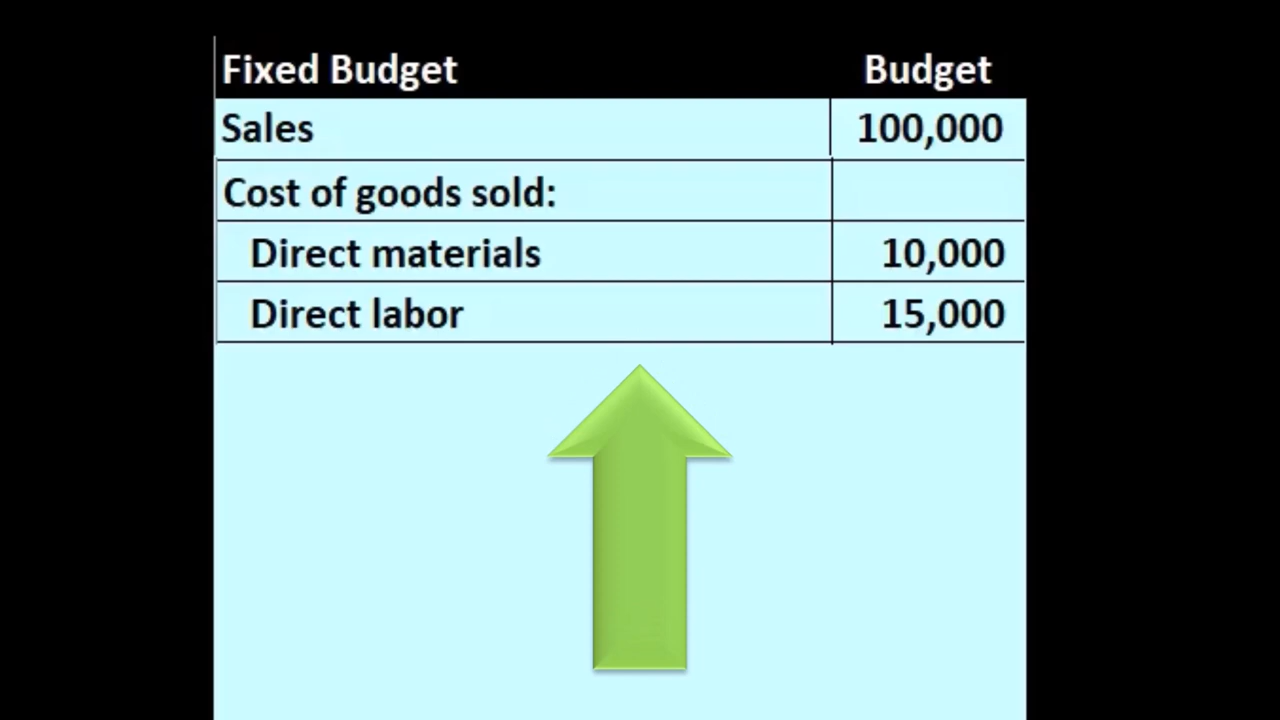 Fixed Budget Budget
Sales 100,000
Cost of goods sold:
Direct materials 10,000
Direct labor 15,000